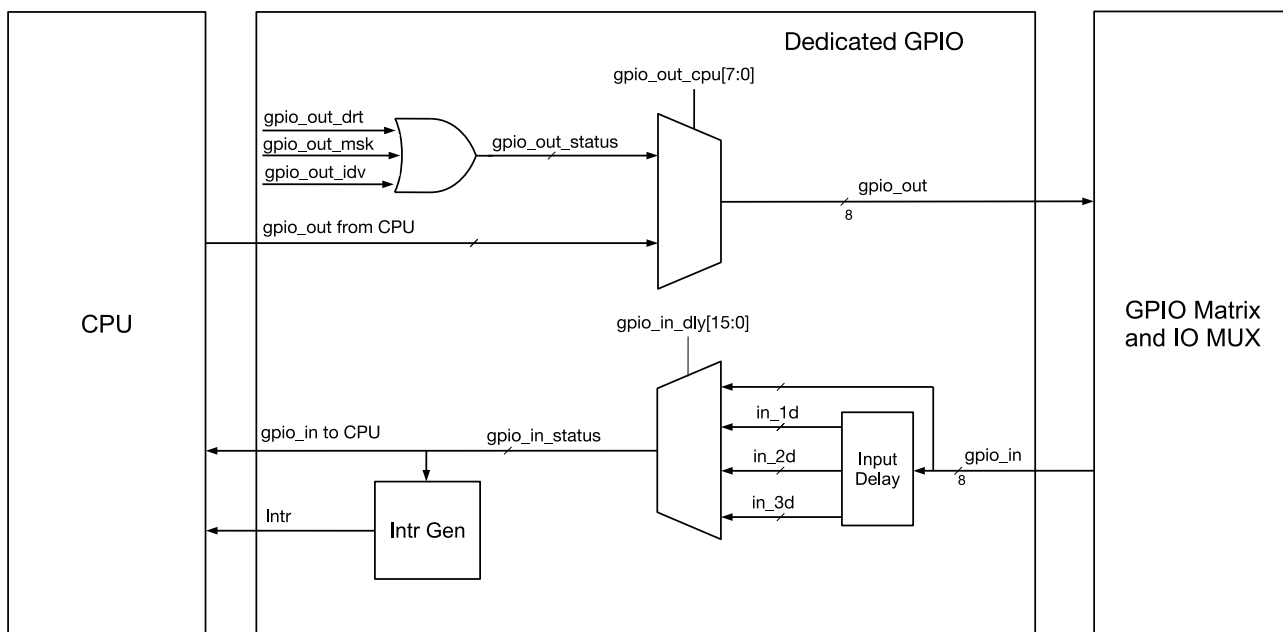 Dedicated GPIO
gpio_out_cpu[7:0]
gpio_out_drt
gpio_out_msk
gpio_out_idv
gpio_out_status
gpio_out
8
gpio_out from CPU
CPU
GPIO Matrix
and IO MUX
gpio_in_dly[15:0]
in_1d
in_2d
in_3d
Input
Delay
gpio_in
8
gpio_in to CPU
gpio_in_status
Intr
Intr Gen